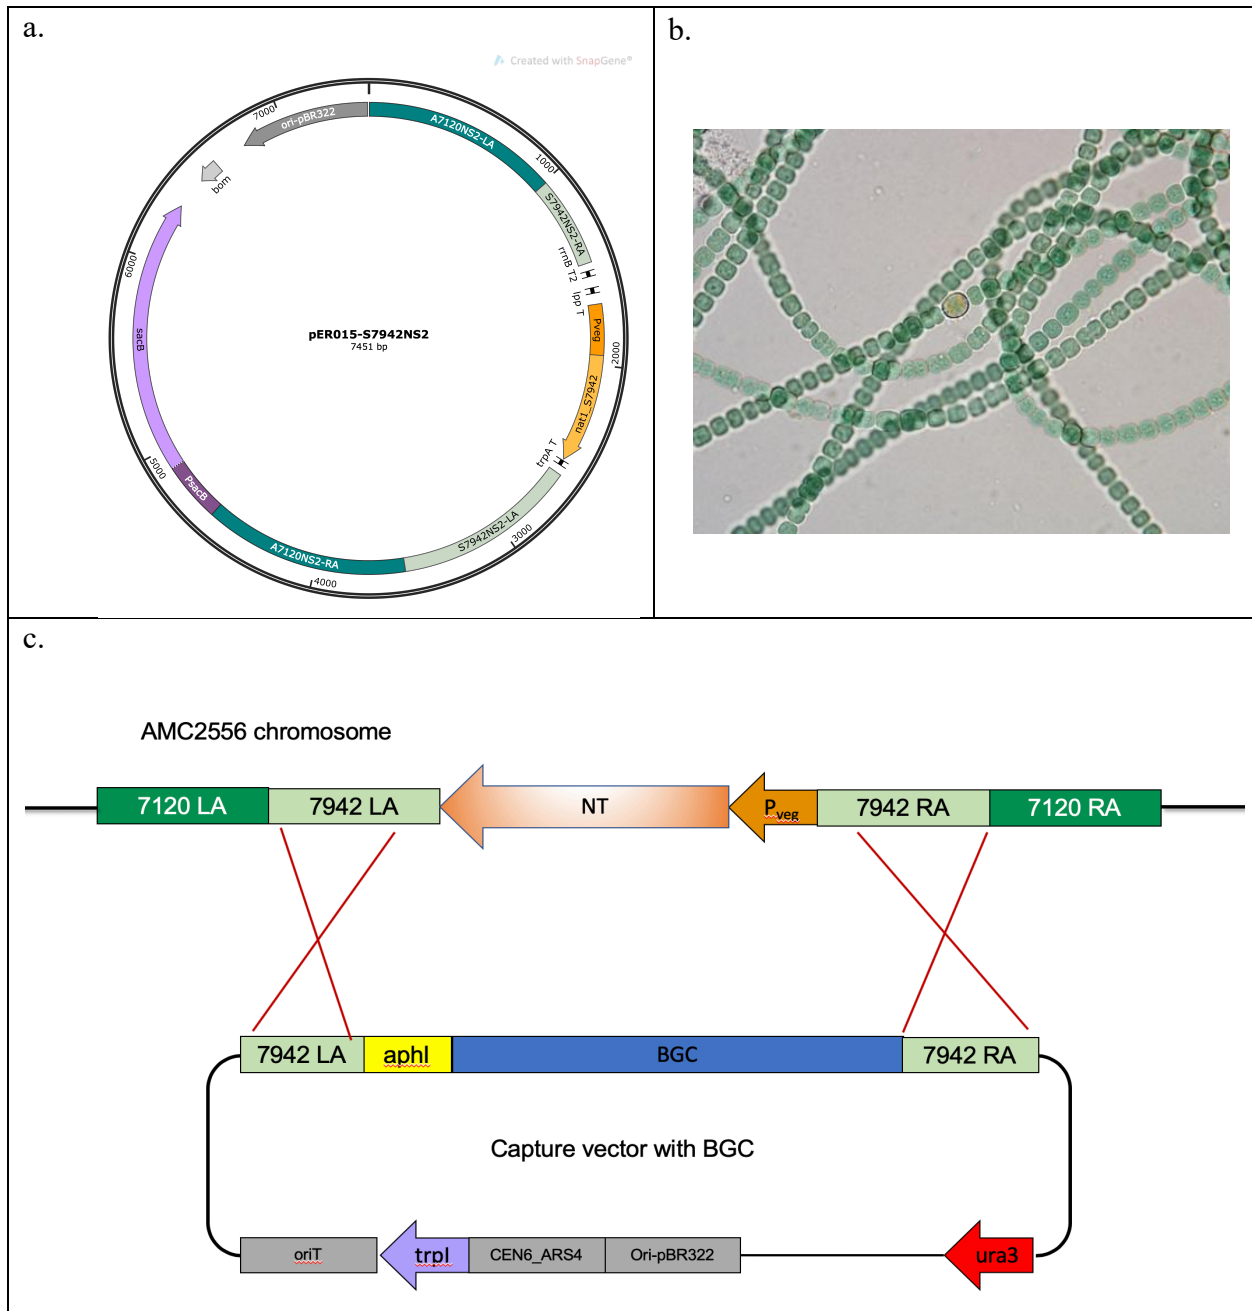 a.
Created with SnapGene®
7000
ori-pBR322
A7120NS2-LA
1000
bom
S7942NS2-RA
rrnB T2
6000
lpp T
Pveg
pER015-S7942NS2
7451 bp
2000
sacB
nat1_S7942
trpA T
5000
PsacB
S7942NS2-LA
3000
A7120NS2-RA
4000
b.
c.
AMC2556 chromosome
7120 LA
7942 LA
NT
Pveg
7942 RA
7120 RA
7942 LA
aphI
BGC
7942 RA
Capture vector with BGC
oriT
trpI
CEN6_ARS4
Ori-pBR322
ura3